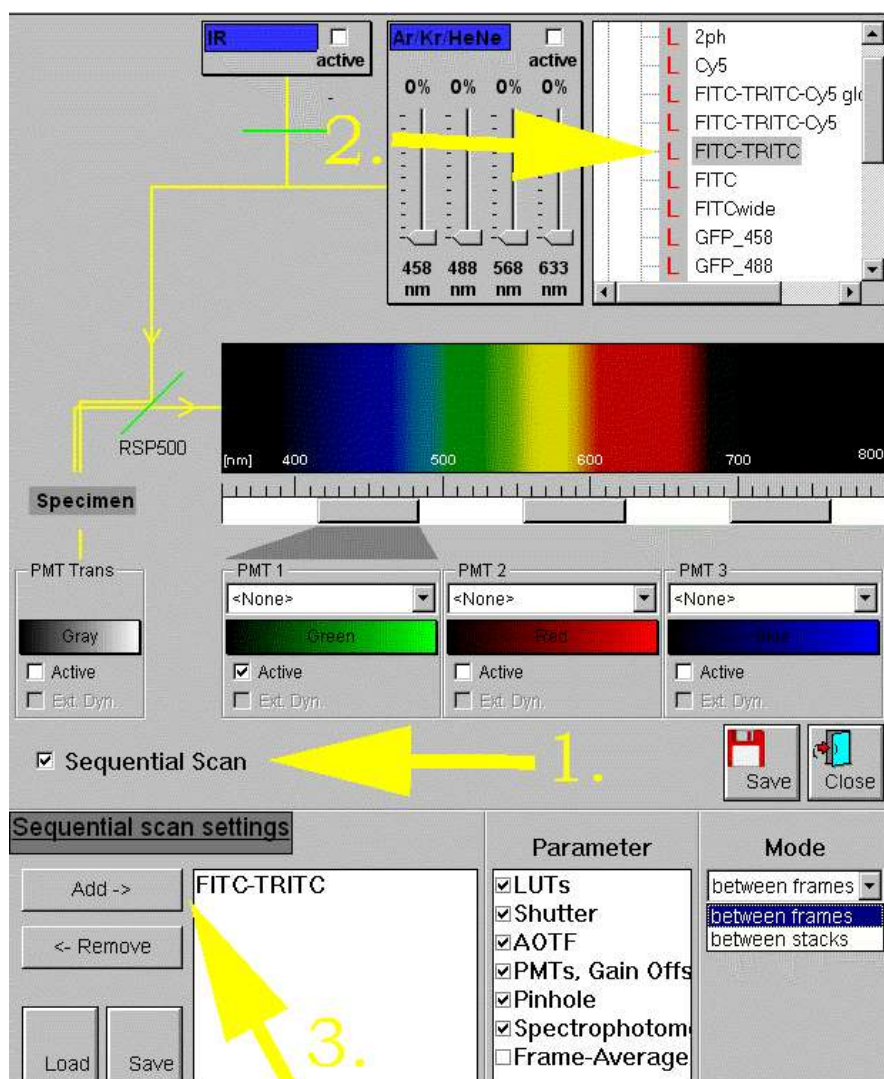 IR
active
Ar/Kr/HeNe
active
0% 0% 0% 0%
458 488 568 633
nm nm nm nm
L 2ph
L Cy5
L FITC-TRITC-Cy5 glo
L FITC-TRITC-Cy5
L FITC-TRITC
L FITC
L FITCwide
L GFP_458
L GFP_488
2.
RSP500
[nm] 400 500 600 700 800
Specimen
PMT Trans
Gray
Active
Ext. Dyn.
PMT 1
<None>
Green
Active
Ext. Dyn.
PMT 2
<None>
Red
Active
Ext. Dyn.
PMT 3
<None>
Blue
Active
Ext. Dyn.
Sequential Scan
1.
Save
Close
Sequential scan settings
Add ->
<- Remove
Load
Save
FITC-TRITC
3.
Parameter
LUTs
Shutter
AOTF
PMTs, Gain Offs
Pinhole
Spectrophotom
Frame-Average
Mode
between frames
between frames
between stacks